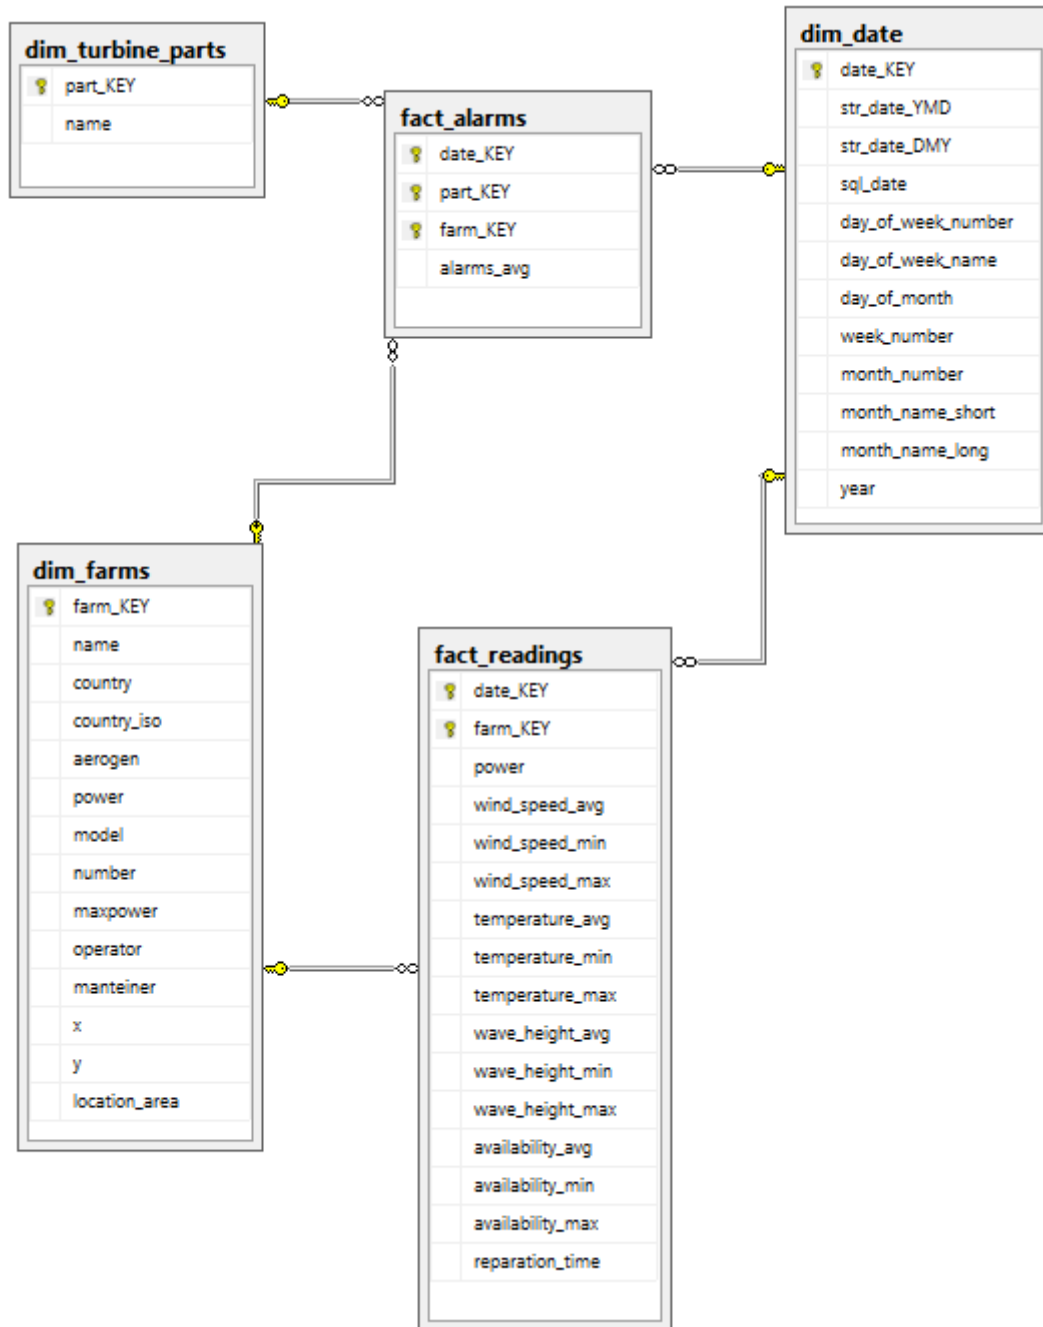 dim_turbine_parts
part_KEY
name
fact_alarms
date_KEY
part_KEY
farm_KEY
alarms_avg
dim_date
date_KEY
str_date_YMD
str_date_DMY
sql_date
day_of_week_number
day_of_week_name
day_of_month
week_number
month_number
month_name_short
month_name_long
year
dim_farms
farm_KEY
name
country
country_iso
aerogen
power
model
number
maxpower
operator
manteiner
x
y
location_area
fact_readings
date_KEY
farm_KEY
power
wind_speed_avg
wind_speed_min
wind_speed_max
temperature_avg
temperature_min
temperature_max
wave_height_avg
wave_height_min
wave_height_max
availability_avg
availability_min
availability_max
reparation_time